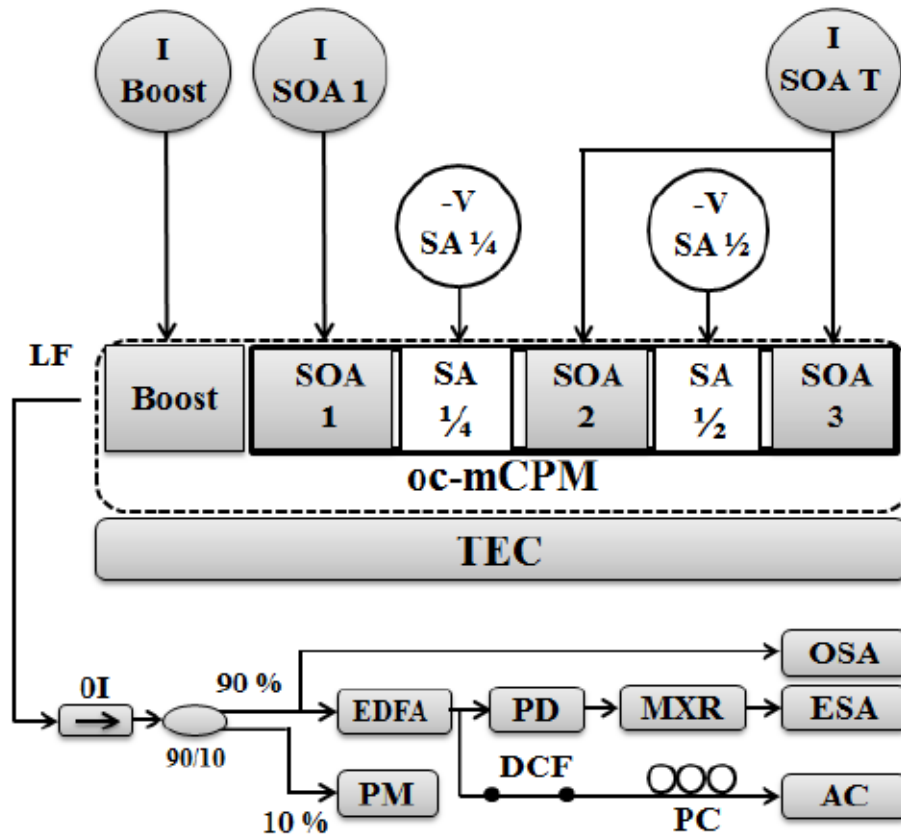 I
Boost
I
SOA 1
I
SOA T
-V
SA ¼
-V
SA ½
LF
Boost
SOA
1
SA
¼
SOA
2
SA
½
SOA
3
oc-mCPM
TEC
OSA
0I
90 %
EDFA
PD
MXR
ESA
90/10
DCF
10 %
PM
PC
AC